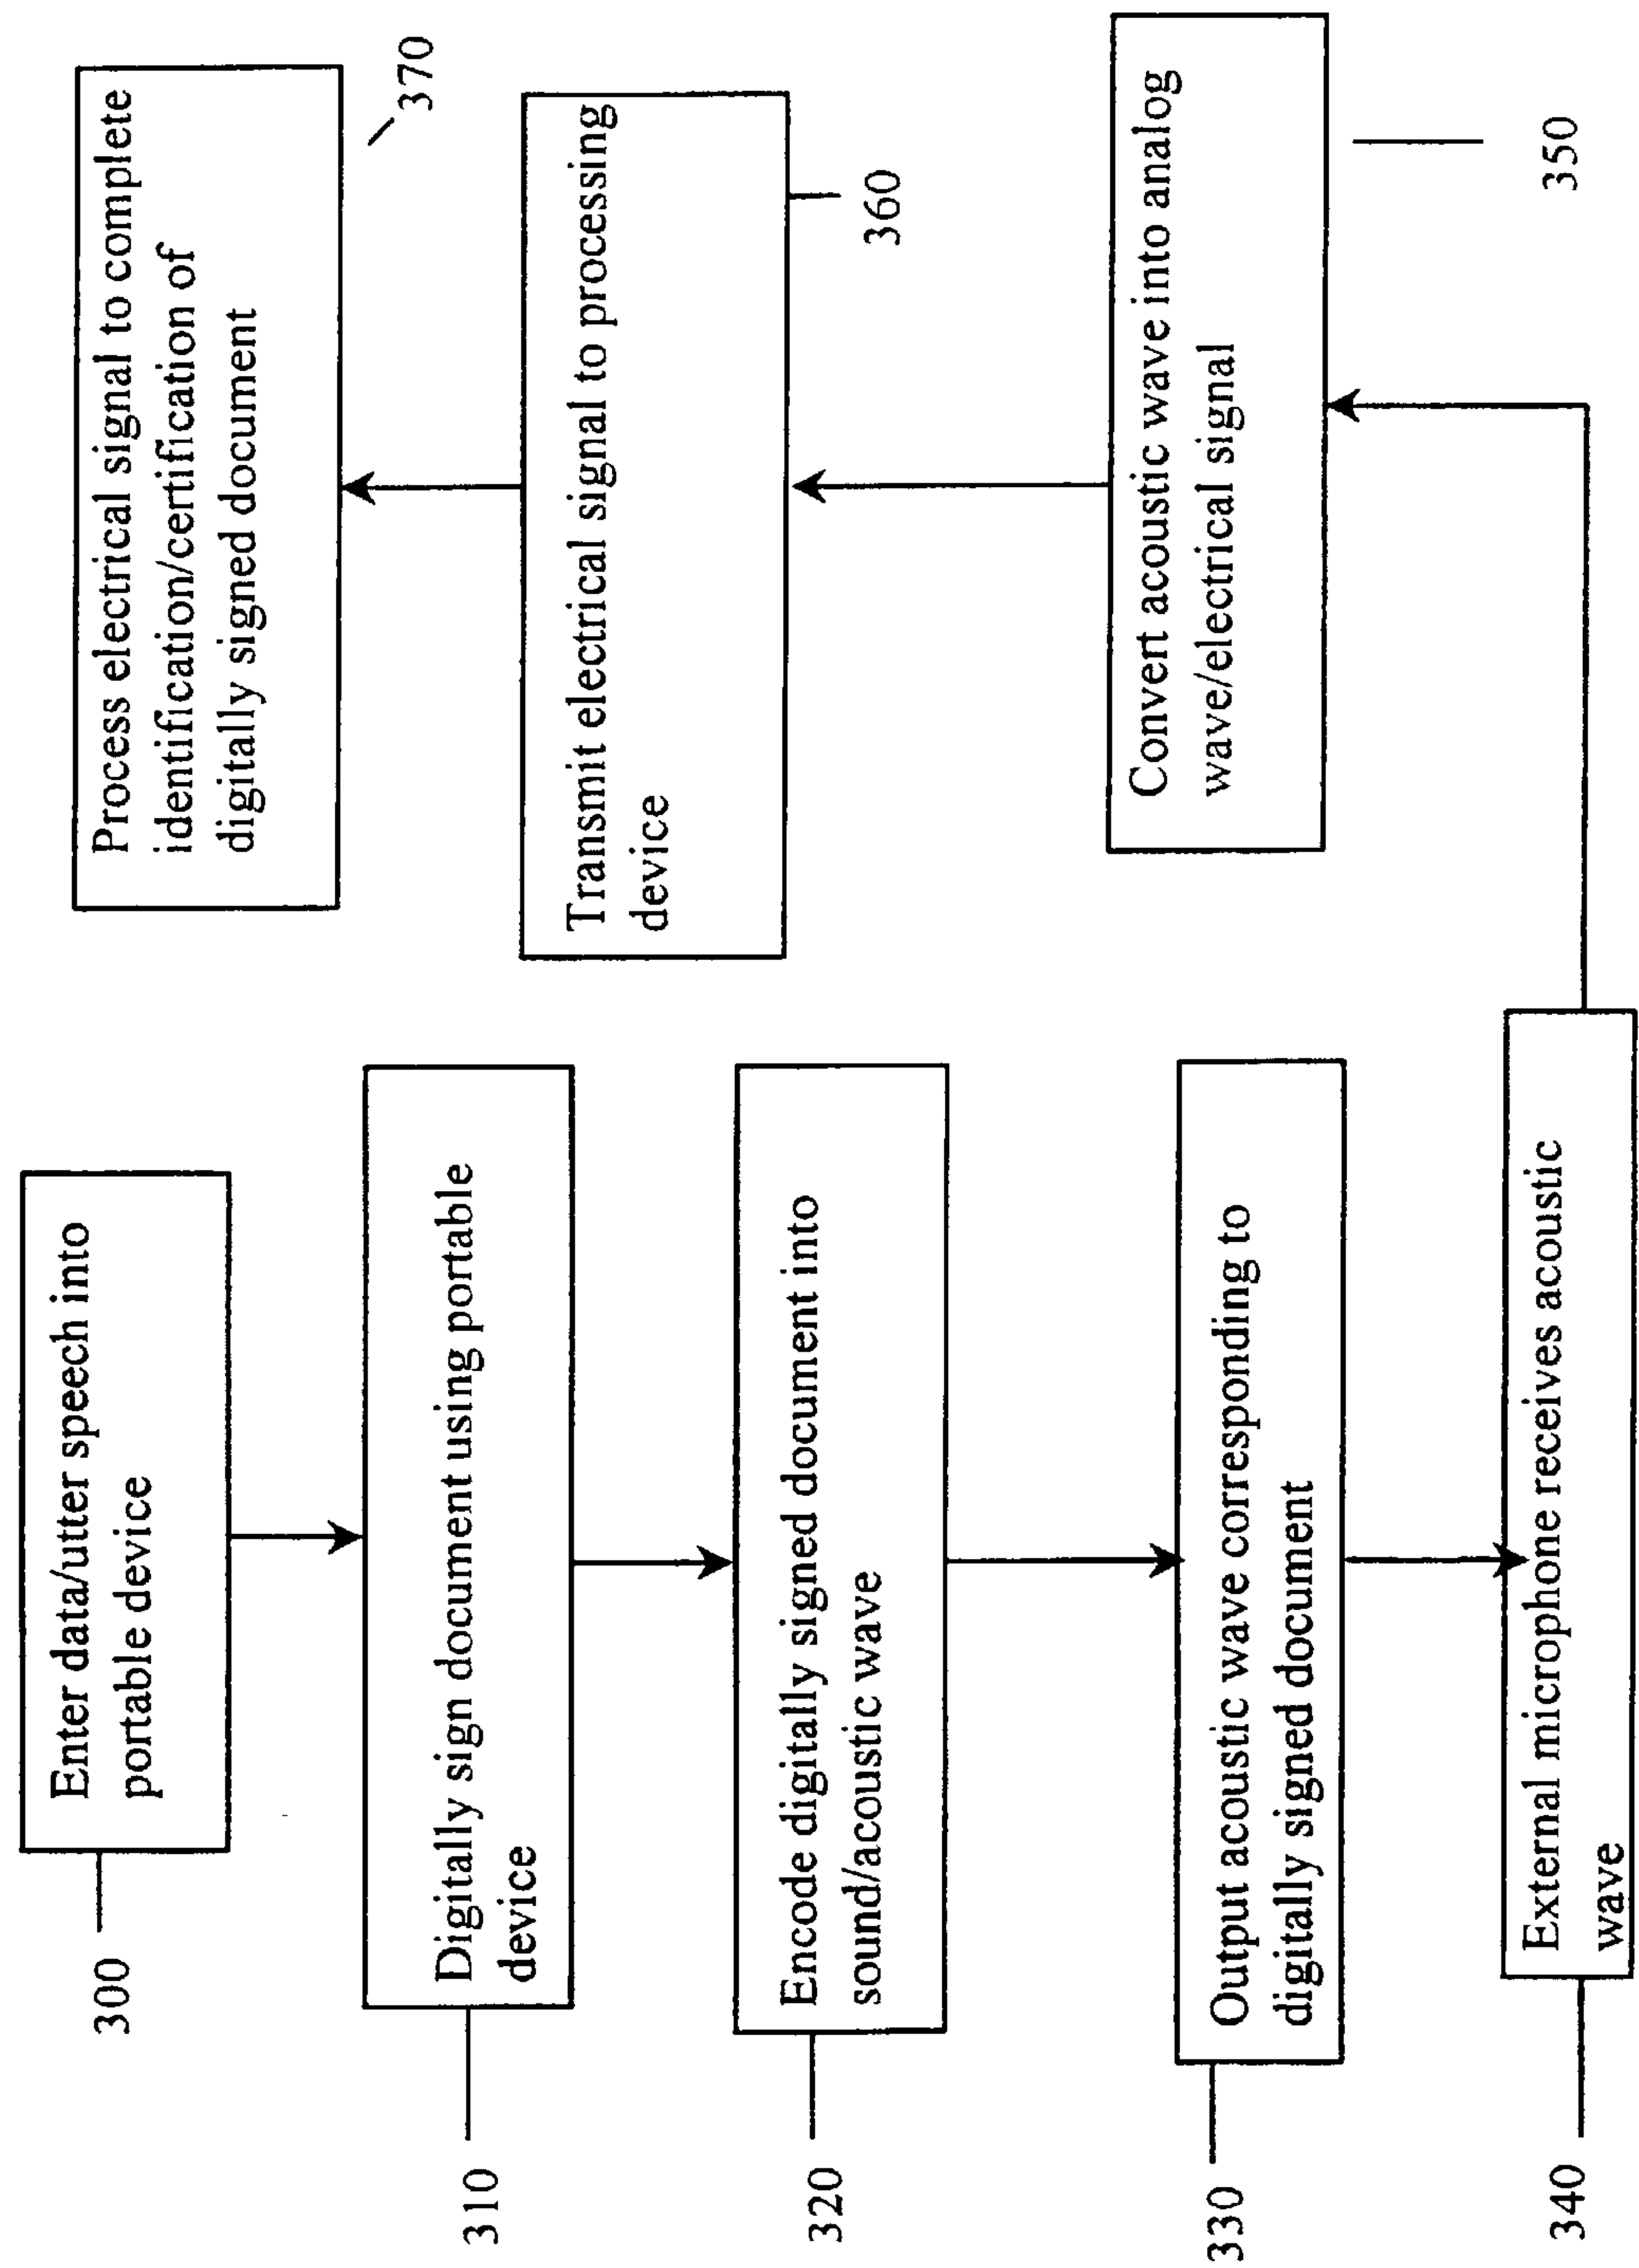 300
Enter data/utter speech into
portable device
310
Digitally sign document using portable
device
320
Encode digitally signed document into
sound/acoustic wave
330
Output acoustic wave corresponding to
digitally signed document
340
External microphone receives acoustic
wave
Convert acoustic wave into analog
wave/electrical signal
350
Transmit electrical signal to processing
device
360
Process electrical signal to complete
identification/certification of
digitally signed document
370